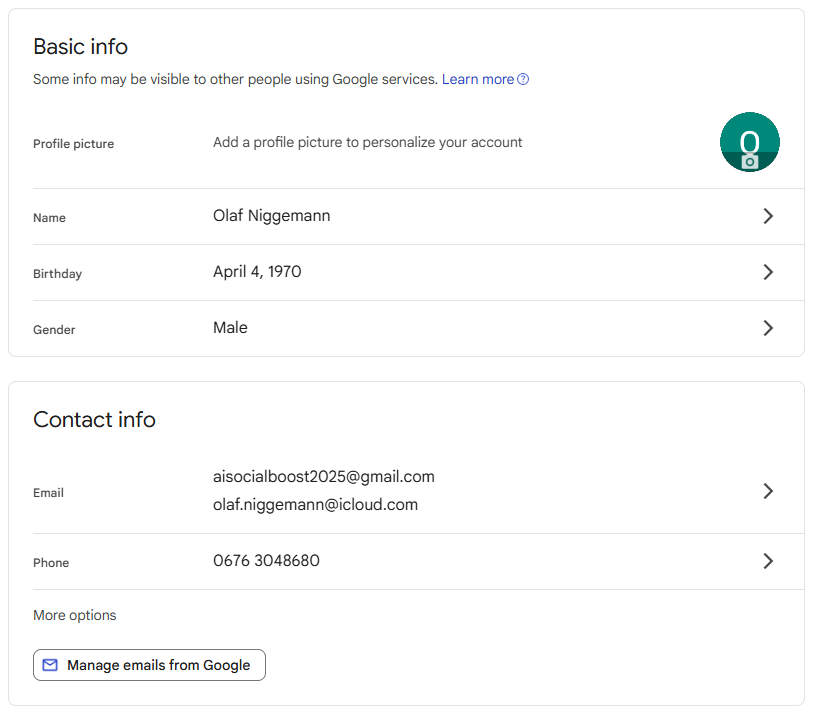 Basic info
Some info may be visible to other people using Google services. Learn more
Profile picture
Add a profile picture to personalize your account
O
Name
Olaf Niggemann
Birthday
April 4, 1970
Gender
Male
Contact info
Email
aisocialboost2025@gmail.com
olaf.niggemann@icloud.com
Phone
0676 3048680
More options
Manage emails from Google